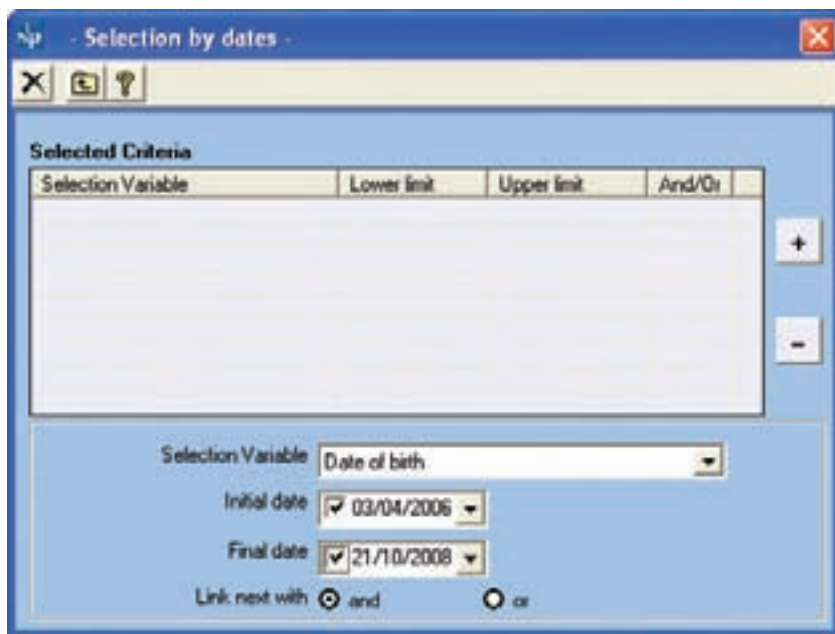 - Selection by dates -
Selected Criteria
Selection Variable Lower limit Upper limit And/Or
+
-
Selection Variable Date of birth
Initial date 03/04/2006
Final date 21/10/2008
Link next with and or